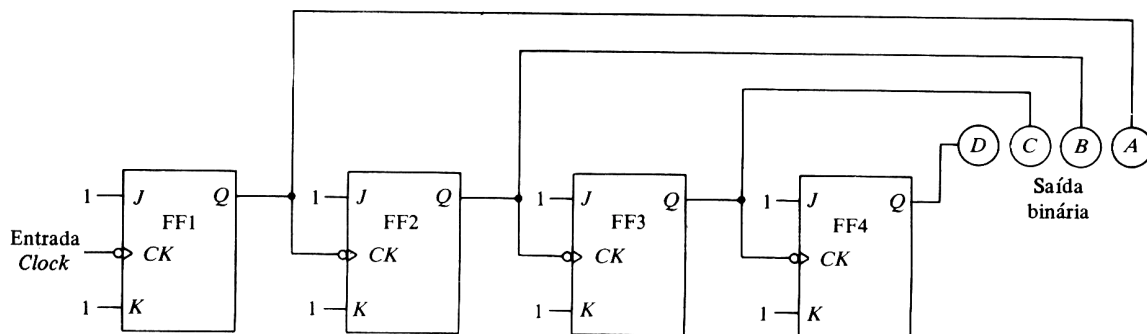 D C B A
Saída
binária
1 J Q 1 J Q 1 J Q 1 J Q
FF1 FF2 FF3 FF4
Entrada
Clock
CK CK CK CK
1 K 1 K 1 K 1 K